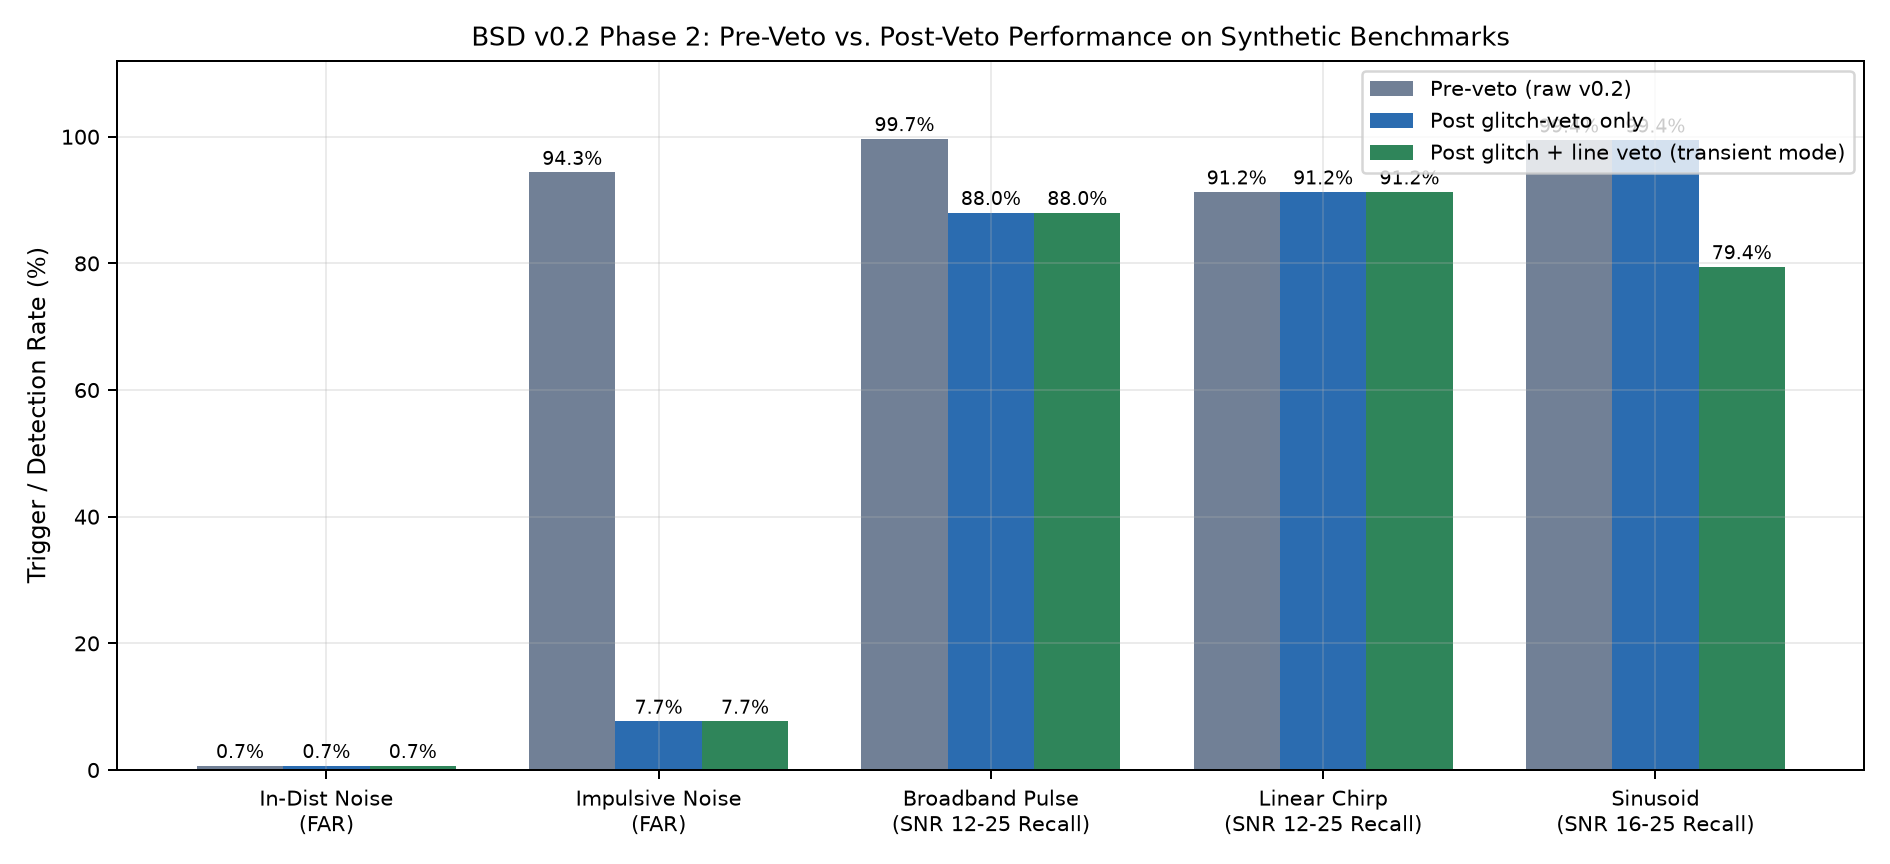 BSD v0.2 Phase 2: Pre-Veto vs. Post-Veto Performance on Synthetic Benchmarks
Pre-veto (raw v0.2)
Post glitch-veto only
Post glitch + line veto (transient mode)
Trigger / Detection Rate (%)
100
80
60
40
20
0
0.7%
0.7%
0.7%
94.3%
7.7%
7.7%
99.7%
88.0%
88.0%
91.2%
91.2%
91.2%
99.4%
99.4%
79.4%
In-Dist Noise
(FAR)
Impulsive Noise
(FAR)
Broadband Pulse
(SNR 12-25 Recall)
Linear Chirp
(SNR 12-25 Recall)
Sinusoid
(SNR 16-25 Recall)